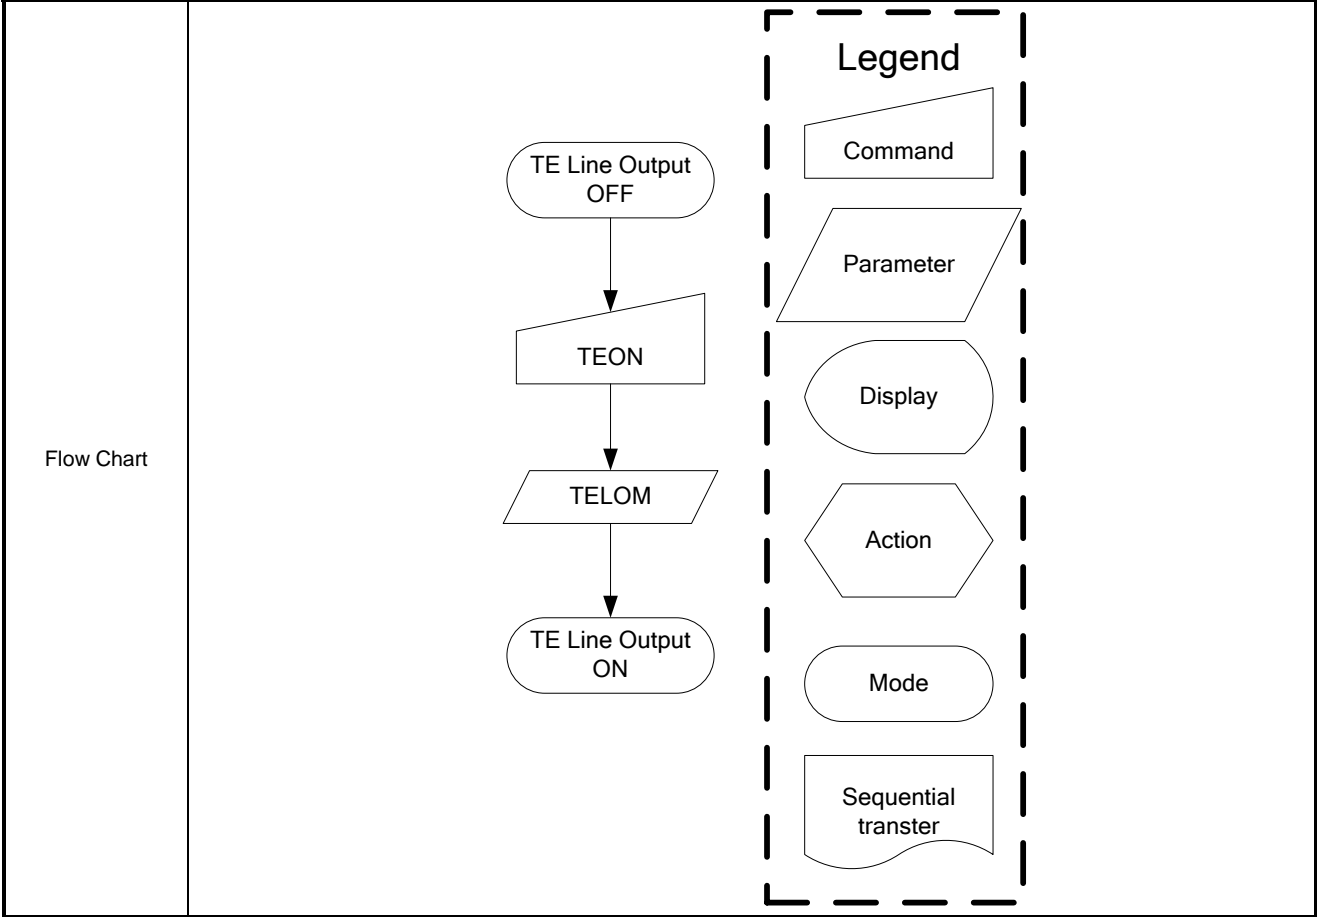 Flow Chart
TE Line Output
OFF
TEON
TELOM
TE Line Output
ON
Legend
Command
Parameter
Display
Action
Mode
Sequential
transter